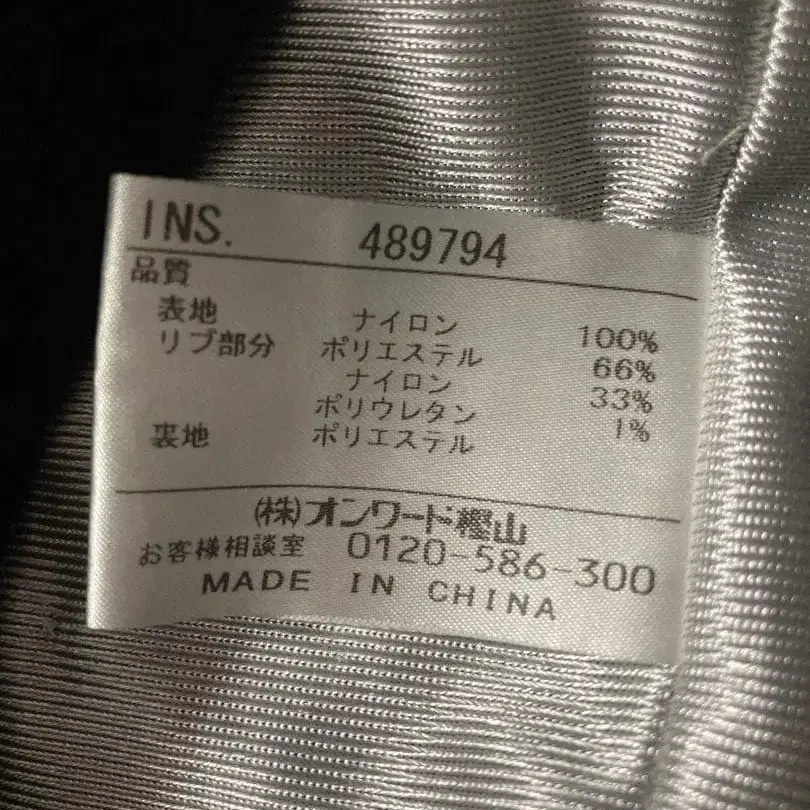 INS. 489794
品質
表地 ナイロン 100%
リブ部分 ポリエステル 66%
ナイロン 33%
ポリウレタン 1%
裏地 ポリエステル
(株)オンワード樫山
お客様相談室 0120-586-300
MADE IN CHINA